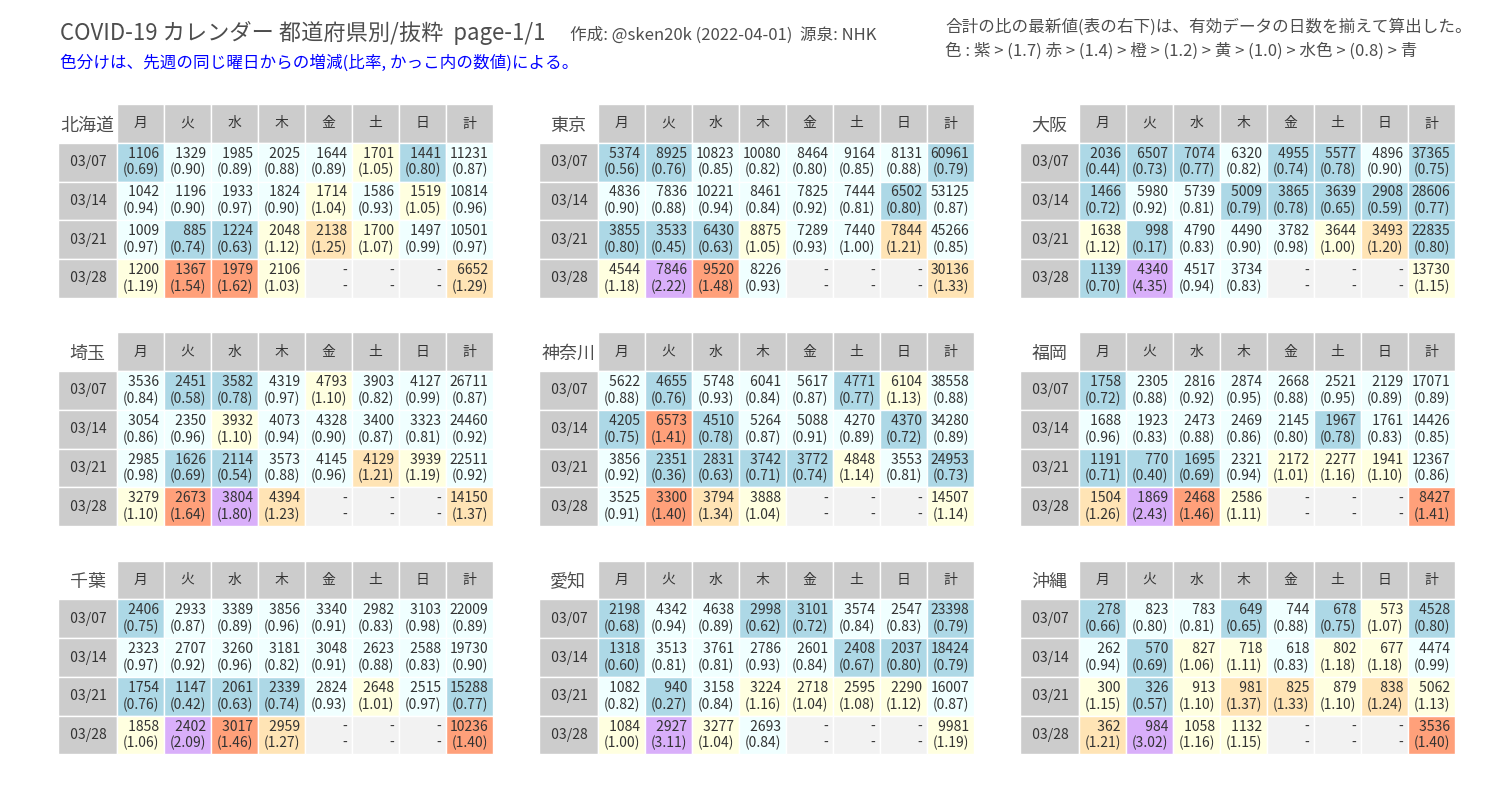 COVID-19 カレンダー 都道府県別/抜粋 page-1/1 作成: @sken20k (2022-04-01) 源泉: NHK
合計の比の最新値(表の右下)は、有効データの日数を揃えて算出した。
色分けは、先週の同じ曜日からの増減(比率, かっこ内の数値)による。
色 : 紫 > (1.7) 赤 > (1.4) 橙 > (1.2) 黄 > (1.0) > 水色 > (0.8) > 青
北海道 月 火 水 木 金 土 日 計
03/07 1106 1329 1985 2025 1644 1701 1441 11231
(0.69) (0.90) (0.89) (0.88) (0.89) (1.05) (0.80) (0.87)
03/14 1042 1196 1933 1824 1714 1586 1519 10814
(0.94) (0.90) (0.97) (0.90) (1.04) (0.93) (1.05) (0.96)
03/21 1009 885 1224 2048 2138 1700 1497 10501
(0.97) (0.74) (0.63) (1.12) (1.25) (1.07) (0.99) (0.97)
03/28 1200 1367 1979 2106 - - - 6652
(1.19) (1.54) (1.62) (1.03) - - - (1.29)
東京 月 火 水 木 金 土 日 計
03/07 5374 8925 10823 10080 8464 9164 8131 60961
(0.56) (0.76) (0.85) (0.82) (0.80) (0.85) (0.88) (0.79)
03/14 4836 7836 10221 8461 7825 7444 6502 53125
(0.90) (0.88) (0.94) (0.84) (0.92) (0.81) (0.80) (0.87)
03/21 3855 3533 6430 8875 7289 7440 7844 45266
(0.80) (0.45) (0.63) (1.05) (0.93) (1.00) (1.21) (0.85)
03/28 4544 7846 9520 8226 - - - 30136
(1.18) (2.22) (1.48) (0.93) - - - (1.33)
大阪 月 火 水 木 金 土 日 計
03/07 2036 6507 7074 6320 4955 5577 4896 37365
(0.44) (0.73) (0.77) (0.82) (0.74) (0.78) (0.90) (0.75)
03/14 1466 5980 5739 5009 3865 3639 2908 28606
(0.72) (0.92) (0.81) (0.79) (0.78) (0.65) (0.59) (0.77)
03/21 1638 998 4790 4490 3782 3644 3493 22835
(1.12) (0.17) (0.83) (0.90) (0.98) (1.00) (1.20) (0.80)
03/28 1139 4340 4517 3734 - - - 13730
(0.70) (4.35) (0.94) (0.83) - - - (1.15)
埼玉 月 火 水 木 金 土 日 計
03/07 3536 2451 3582 4319 4793 3903 4127 26711
(0.84) (0.58) (0.78) (0.97) (1.10) (0.82) (0.99) (0.87)
03/14 3054 2350 3932 4073 4328 3400 3323 24460
(0.86) (0.96) (1.10) (0.94) (0.90) (0.87) (0.81) (0.92)
03/21 2985 1626 2114 3573 4145 4129 3939 22511
(0.98) (0.69) (0.54) (0.88) (0.96) (1.21) (1.19) (0.92)
03/28 3279 2673 3804 4394 - - - 14150
(1.10) (1.64) (1.80) (1.23) - - - (1.37)
神奈川 月 火 水 木 金 土 日 計
03/07 5622 4655 5748 6041 5617 4771 6104 38558
(0.88) (0.76) (0.93) (0.84) (0.87) (0.77) (1.13) (0.88)
03/14 4205 6573 4510 5264 5088 4270 4370 34280
(0.75) (1.41) (0.78) (0.87) (0.91) (0.89) (0.72) (0.89)
03/21 3856 2351 2831 3742 3772 4848 3553 24953
(0.92) (0.36) (0.63) (0.71) (0.74) (1.14) (0.81) (0.73)
03/28 3525 3300 3794 3888 - - - 14507
(0.91) (1.40) (1.34) (1.04) - - - (1.14)
福岡 月 火 水 木 金 土 日 計
03/07 1758 2305 2816 2874 2668 2521 2129 17071
(0.72) (0.88) (0.92) (0.95) (0.88) (0.95) (0.89) (0.89)
03/14 1688 1923 2473 2469 2145 1967 1761 14426
(0.96) (0.83) (0.88) (0.86) (0.80) (0.78) (0.83) (0.85)
03/21 1191 770 1695 2321 2172 2277 1941 12367
(0.71) (0.40) (0.69) (0.94) (1.01) (1.16) (1.10) (0.86)
03/28 1504 1869 2468 2586 - - - 8427
(1.26) (2.43) (1.46) (1.11) - - - (1.41)
千葉 月 火 水 木 金 土 日 計
03/07 2406 2933 3389 3856 3340 2982 3103 22009
(0.75) (0.87) (0.89) (0.96) (0.91) (0.83) (0.98) (0.89)
03/14 2323 2707 3260 3181 3048 2623 2588 19730
(0.97) (0.92) (0.96) (0.82) (0.91) (0.88) (0.83) (0.90)
03/21 1754 1147 2061 2339 2824 2648 2515 15288
(0.76) (0.42) (0.63) (0.74) (0.93) (1.01) (0.97) (0.77)
03/28 1858 2402 3017 2959 - - - 10236
(1.06) (2.09) (1.46) (1.27) - - - (1.40)
愛知 月 火 水 木 金 土 日 計
03/07 2198 4342 4638 2998 3101 3574 2547 23398
(0.68) (0.94) (0.89) (0.62) (0.72) (0.84) (0.83) (0.79)
03/14 1318 3513 3761 2786 2601 2408 2037 18424
(0.60) (0.81) (0.81) (0.93) (0.84) (0.67) (0.80) (0.79)
03/21 1082 940 3158 3224 2718 2595 2290 16007
(0.82) (0.27) (0.84) (1.16) (1.04) (1.08) (1.12) (0.87)
03/28 1084 2927 3277 2693 - - - 9981
(1.00) (3.11) (1.04) (0.84) - - - (1.19)
沖縄 月 火 水 木 金 土 日 計
03/07 278 823 783 649 744 678 573 4528
(0.66) (0.80) (0.81) (0.65) (0.88) (0.75) (1.07) (0.80)
03/14 262 570 827 718 618 802 677 4474
(0.94) (0.69) (1.06) (1.11) (0.83) (1.18) (1.18) (0.99)
03/21 300 326 913 981 825 879 838 5062
(1.15) (0.57) (1.10) (1.37) (1.33) (1.10) (1.24) (1.13)
03/28 362 984 1058 1132 - - - 3536
(1.21) (3.02) (1.16) (1.15) - - - (1.40)